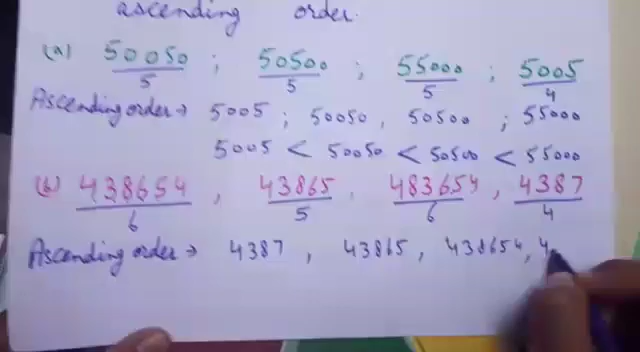 ascending order.
(a) 50050 ; 50500 ; 55000 ; 5005
5 5 5 4
Ascending order → 5005 ; 50050, 50500 ; 55000
5005 < 50050 < 50500 < 55000
(b) 438654 , 43865 , 483654 , 4387
6 5 6 4
Ascending order → 4387 , 43865 , 438654, 4